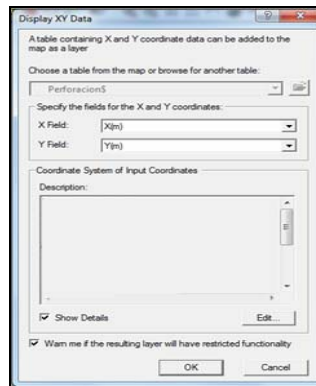 Display XY Data
A table containing X and Y coordinate data can be added to the
map as a layer
Choose a table from the map or browse for another table:
Perforacion$
Specify the fields for the X and Y coordinates:
X Field:
X(m)
Y Field:
Y(m)
Coordinate System of Input Coordinates
Description:
Show Details
Edit...
Warn me if the resulting layer will have restricted functionality
OK
Cancel